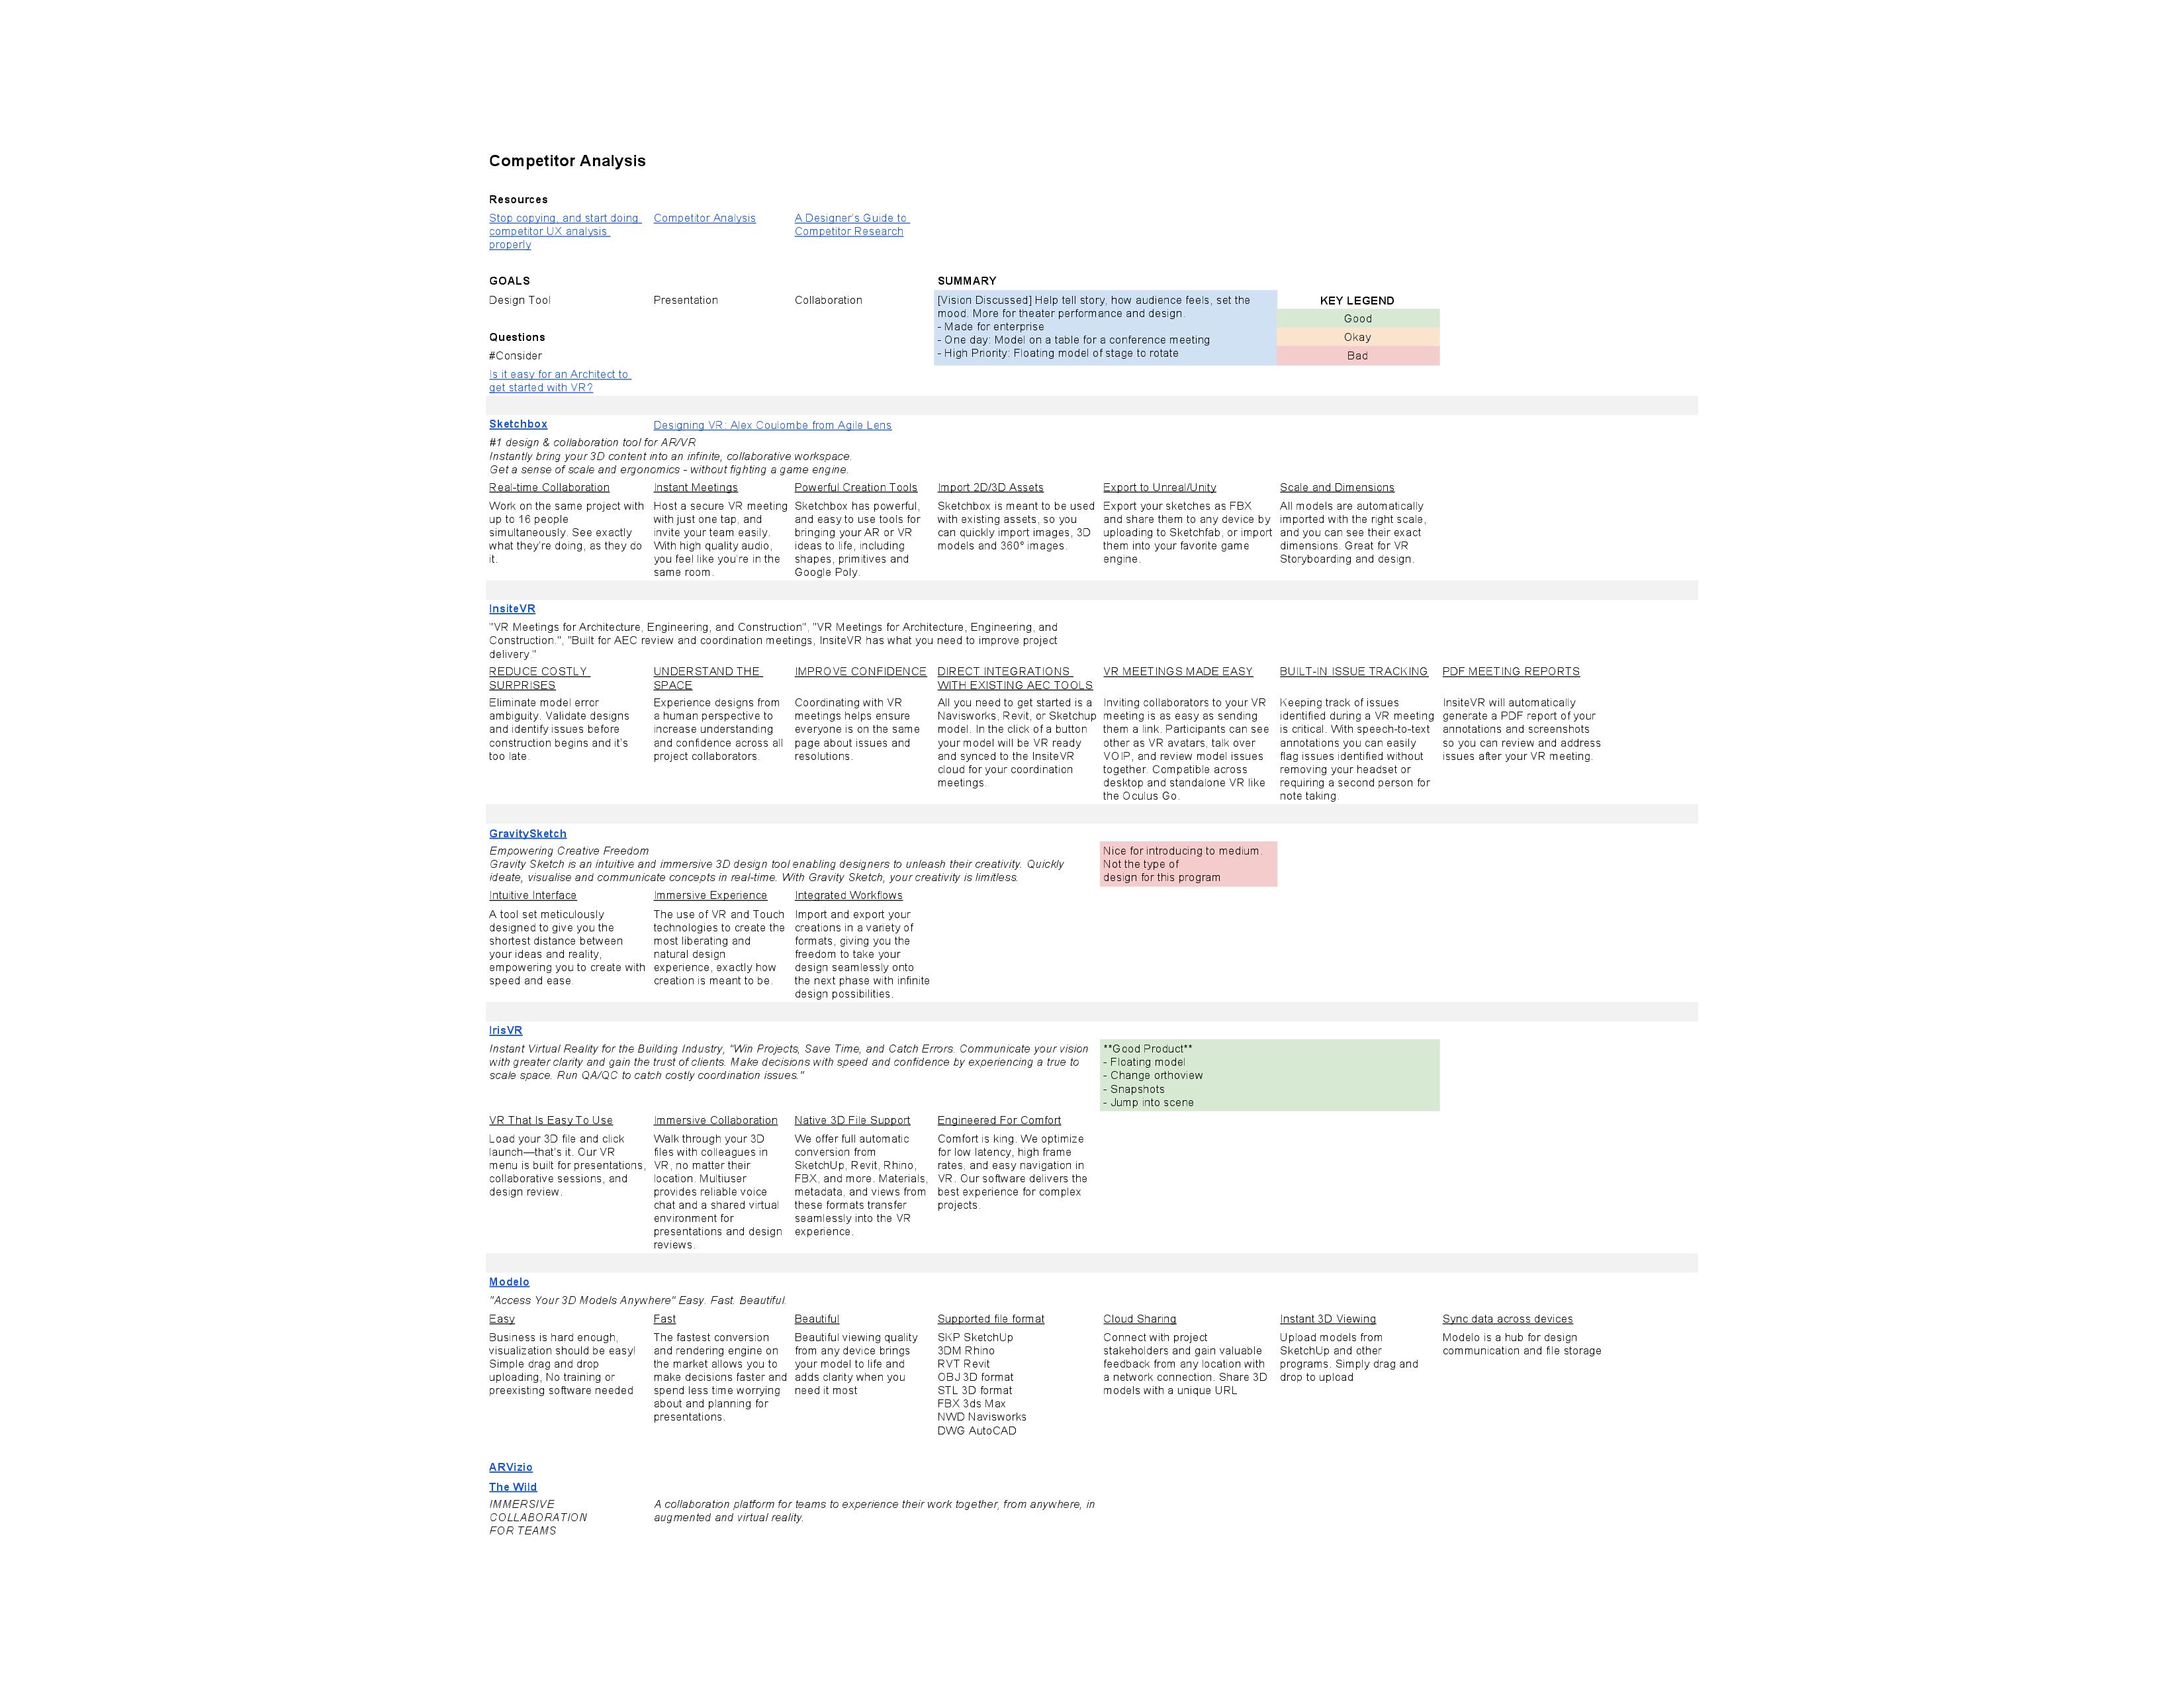 Competitor Analysis
Resources
Stop copying, and start doing
competitor UX analysis
properly
Competitor Analysis
A Designer's Guide to
Competitor Research
GOALS
Design Tool
Presentation
Collaboration
SUMMARY
[Vision Discussed] Help tell story, how audience feels, set the
mood. More for theater performance and design.
- Made for enterprise
- One day: Model on a table for a conference meeting
- High Priority: Floating model of stage to rotate
KEY LEGEND
Good
Okay
Bad
Questions
#Consider
Is it easy for an Architect to
get started with VR?
Sketchbox
Designing VR: Alex Coulombe from Agile Lens
#1 design & collaboration tool for AR/VR
Instantly bring your 3D content into an infinite, collaborative workspace.
Get a sense of scale and ergonomics - without fighting a game engine.
Real-time Collaboration
Work on the same project with
up to 16 people
simultaneously. See exactly
what they're doing, as they do
it.
Instant Meetings
Host a secure VR meeting
with just one tap, and
invite your team easily.
With high quality audio,
you feel like you're in the
same room.
Powerful Creation Tools
Sketchbox has powerful,
and easy to use tools for
bringing your AR or VR
ideas to life, including
shapes, primitives and
Google Poly.
Import 2D/3D Assets
Sketchbox is meant to be used
with existing assets, so you
can quickly import images, 3D
models and 360° images.
Export to Unreal/Unity
Export your sketches as FBX
and share them to any device by
uploading to Sketchfab, or import
them into your favorite game
engine.
Scale and Dimensions
All models are automatically
imported with the right scale,
and you can see their exact
dimensions. Great for VR
Storyboarding and design.
InsiteVR
"VR Meetings for Architecture, Engineering, and Construction", "VR Meetings for Architecture, Engineering, and
Construction.", "Built for AEC review and coordination meetings, InsiteVR has what you need to improve project
delivery."
REDUCE COSTLY
SURPRISES
Eliminate model error
ambiguity. Validate designs
and identify issues before
construction begins and it's
too late.
UNDERSTAND THE
SPACE
Experience designs from
a human perspective to
increase understanding
and confidence across all
project collaborators.
IMPROVE CONFIDENCE
Coordinating with VR
meetings helps ensure
everyone is on the same
page about issues and
resolutions.
DIRECT INTEGRATIONS
WITH EXISTING AEC TOOLS
All you need to get started is a
Navisworks, Revit, or Sketchup
model. In the click of a button
your model will be VR ready
and synced to the InsiteVR
cloud for your coordination
meetings.
VR MEETINGS MADE EASY
Inviting collaborators to your VR
meeting is as easy as sending
them a link. Participants can see
other as VR avatars, talk over
VOIP, and review model issues
together. Compatible across
desktop and standalone VR like
the Oculus Go.
BUILT-IN ISSUE TRACKING
Keeping track of issues
identified during a VR meeting
is critical. With speech-to-text
annotations you can easily
flag issues identified without
removing your headset or
requiring a second person for
note taking.
PDF MEETING REPORTS
InsiteVR will automatically
generate a PDF report of your
annotations and screenshots
so you can review and address
issues after your VR meeting.
GravitySketch
Empowering Creative Freedom
Gravity Sketch is an intuitive and immersive 3D design tool enabling designers to unleash their creativity. Quickly
ideate, visualise and communicate concepts in real-time. With Gravity Sketch, your creativity is limitless.
Nice for introducing to medium.
Not the type of
design for this program
Intuitive Interface
A tool set meticulously
designed to give you the
shortest distance between
your ideas and reality,
empowering you to create with
speed and ease.
Immersive Experience
The use of VR and Touch
technologies to create the
most liberating and
natural design
experience, exactly how
creation is meant to be.
Integrated Workflows
Import and export your
creations in a variety of
formats, giving you the
freedom to take your
design seamlessly onto
the next phase with infinite
design possibilities.
IrisVR
Instant Virtual Reality for the Building Industry, "Win Projects, Save Time, and Catch Errors. Communicate your vision
with greater clarity and gain the trust of clients. Make decisions with speed and confidence by experiencing a true to
scale space. Run QA/QC to catch costly coordination issues."
**Good Product**
- Floating model
- Change orthoview
- Snapshots
- Jump into scene
VR That Is Easy To Use
Load your 3D file and click
launch—that's it. Our VR
menu is built for presentations,
collaborative sessions, and
design review.
Immersive Collaboration
Walk through your 3D
files with colleagues in
VR, no matter their
location. Multiuser
provides reliable voice
chat and a shared virtual
environment for
presentations and design
reviews.
Native 3D File Support
We offer full automatic
conversion from
SketchUp, Revit, Rhino,
FBX, and more. Materials,
metadata, and views from
these formats transfer
seamlessly into the VR
experience.
Engineered For Comfort
Comfort is king. We optimize
for low latency, high frame
rates, and easy navigation in
VR. Our software delivers the
best experience for complex
projects.
Modelo
"Access Your 3D Models Anywhere" Easy. Fast. Beautiful.
Easy
Business is hard enough,
visualization should be easy!
Simple drag and drop
uploading, No training or
preexisting software needed
Fast
The fastest conversion
and rendering engine on
the market allows you to
make decisions faster and
spend less time worrying
about and planning for
presentations.
Beautiful
Beautiful viewing quality
from any device brings
your model to life and
adds clarity when you
need it most
Supported file format
SKP SketchUp
3DM Rhino
RVT Revit
OBJ 3D format
STL 3D format
FBX 3ds Max
NWD Navisworks
DWG AutoCAD
Cloud Sharing
Connect with project
stakeholders and gain valuable
feedback from any location with
a network connection. Share 3D
models with a unique URL
Instant 3D Viewing
Upload models from
SketchUp and other
programs. Simply drag and
drop to upload
Sync data across devices
Modelo is a hub for design
communication and file storage
ARVizio
The Wild
IMMERSIVE
COLLABORATION
FOR TEAMS
A collaboration platform for teams to experience their work together, from anywhere, in
augmented and virtual reality.